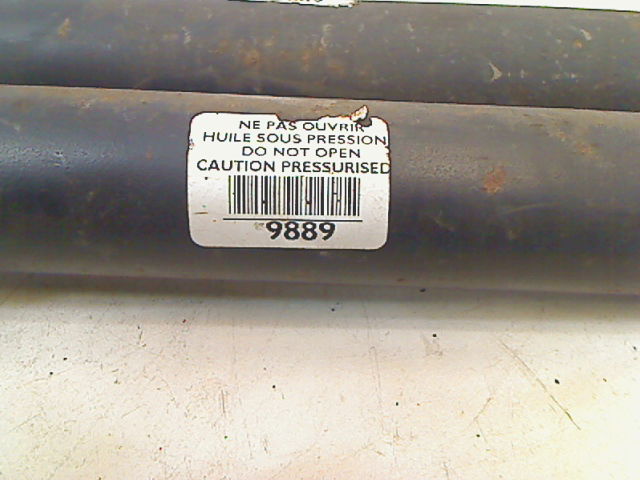 NE PAS OUVRIR
HUILE SOUS PRESSION
DO NOT OPEN
CAUTION PRESSURISED
9889